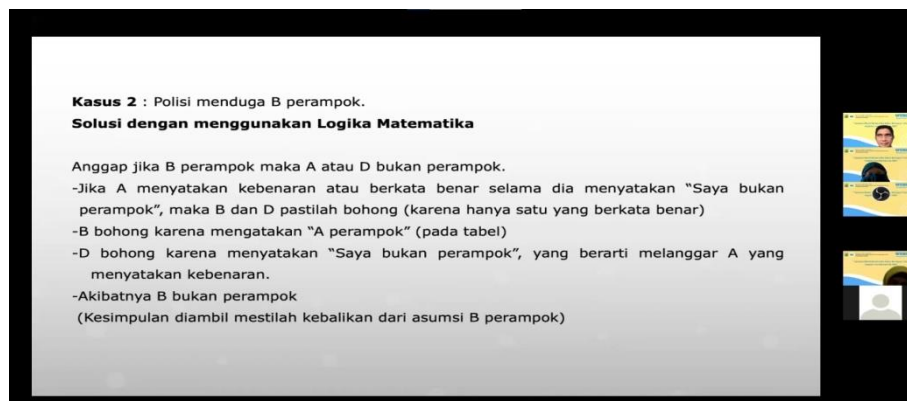 Kasus 2 : Polisi menduga B perampok.
Solusi dengan menggunakan Logika Matematika
Anggap jika B perampok maka A atau D bukan perampok.
-Jika A menyatakan kebenaran atau berkata benar selama dia menyatakan “Saya bukan
perampok”, maka B dan D pastilah bohong (karena hanya satu yang berkata benar)
-B bohong karena mengatakan “A perampok” (pada tabel)
-D bohong karena menyatakan “Saya bukan perampok”, yang berarti melanggar A yang
menyatakan kebenaran.
-Akibatnya B bukan perampok
(Kesimpulan diambil mestilah kebalikan dari asumsi B perampok)